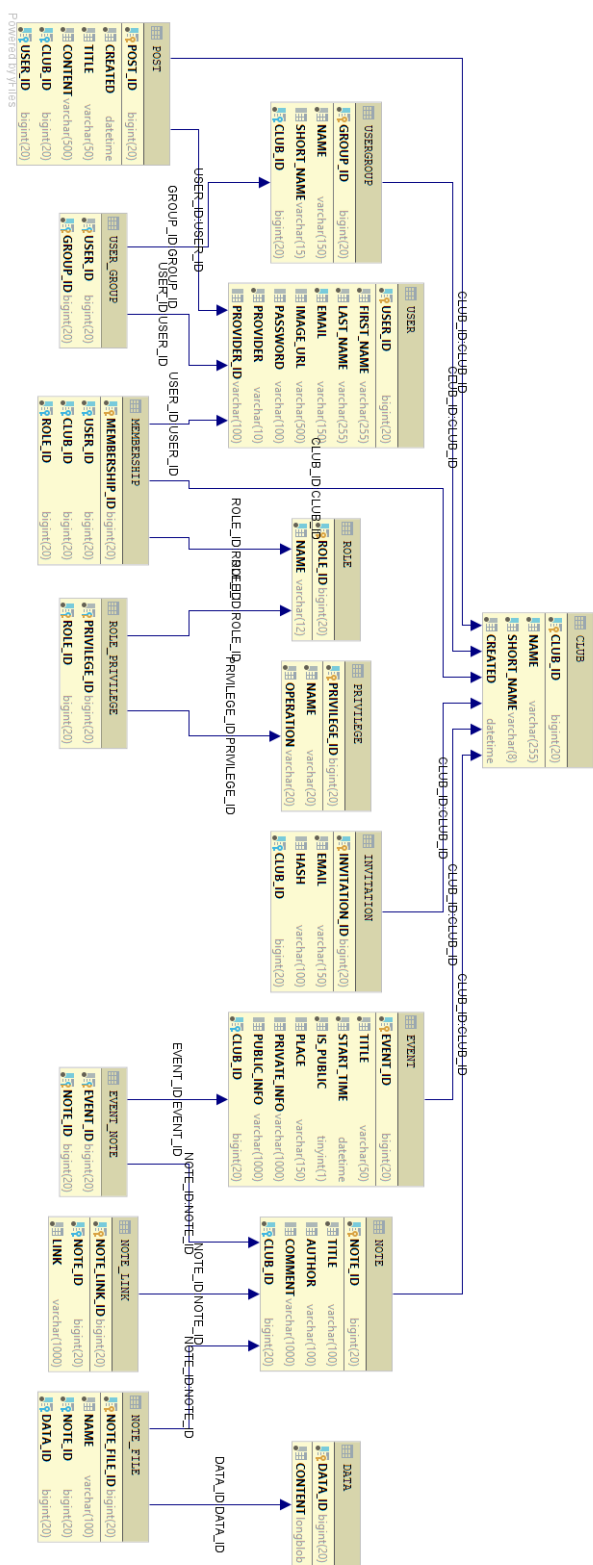 CLUB
CLUB_ID bigint(20)
NAME varchar(255)
SHORT_NAME varchar(8)
CREATED datetime
CLUB_ID:CLUB_ID
CLUB_ID:CLUB_ID
CLUB_ID:CLUB_ID
CLUB_ID:CLUB_ID
CLUB_ID:CLUB_ID
CLUB_ID:CLUB_ID
USERGROUP
GROUP_ID bigint(20)
NAME varchar(150)
SHORT_NAME varchar(15)
CLUB_ID bigint(20)
USER
USER_ID bigint(20)
FIRST_NAME varchar(255)
LAST_NAME varchar(255)
EMAIL varchar(150)
IMAGE_URL varchar(500)
PASSWORD varchar(100)
PROVIDER varchar(10)
PROVIDER_ID varchar(100)
ROLE
ROLE_ID bigint(20)
NAME varchar(12)
PRIVILEGE
PRIVILEGE_ID bigint(20)
NAME varchar(20)
OPERATION varchar(20)
INVITATION
INVITATION_ID bigint(20)
EMAIL varchar(150)
HASH varchar(100)
CLUB_ID bigint(20)
EVENT
EVENT_ID bigint(20)
TITLE varchar(50)
START_TIME datetime
IS_PUBLIC tinyint(1)
PLACE varchar(150)
PRIVATE_INFO varchar(1000)
PUBLIC_INFO varchar(1000)
CLUB_ID bigint(20)
NOTE
NOTE_ID bigint(20)
TITLE varchar(100)
AUTHOR varchar(100)
COMMENT varchar(1000)
CLUB_ID bigint(20)
DATA
DATA_ID bigint(20)
CONTENT longblob
USER_ID:USER_ID
GROUP_ID:GROUP_ID
USER_ID:USER_ID
USER_ID:USER_ID
ROLE_ID:ROLE_ID
ROLE_ID:ROLE_ID
PRIVILEGE_ID:PRIVILEGE_ID
EVENT_ID:EVENT_ID
NOTE_ID:NOTE_ID
NOTE_ID:NOTE_ID
NOTE_ID:NOTE_ID
DATA_ID:DATA_ID
POST
POST_ID bigint(20)
CREATED datetime
TITLE varchar(50)
CONTENT varchar(500)
CLUB_ID bigint(20)
USER_ID bigint(20)
USER_GROUP
USER_ID bigint(20)
GROUP_ID bigint(20)
MEMBERSHIP
MEMBERSHIP_ID bigint(20)
USER_ID bigint(20)
CLUB_ID bigint(20)
ROLE_ID bigint(20)
ROLE_PRIVILEGE
PRIVILEGE_ID bigint(20)
ROLE_ID bigint(20)
EVENT_NOTE
EVENT_ID bigint(20)
NOTE_ID bigint(20)
NOTE_LINK
NOTE_LINK_ID bigint(20)
NOTE_ID bigint(20)
LINK varchar(1000)
NOTE_FILE
NOTE_FILE_ID bigint(20)
NAME varchar(100)
NOTE_ID bigint(20)
DATA_ID bigint(20)
Powered by yFiles